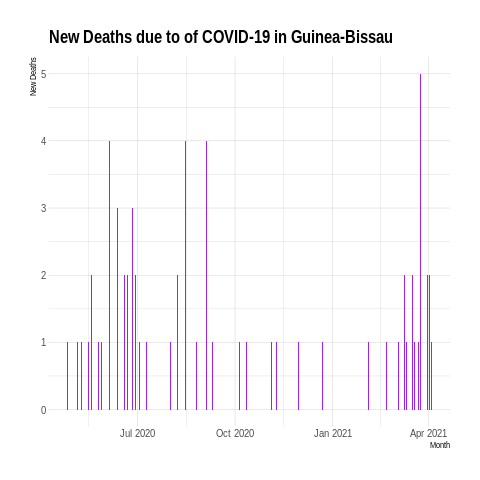 New Deaths due to of COVID-19 in Guinea-Bissau
New Deaths
5
4
3
2
1
0
Jul 2020 Oct 2020 Jan 2021 Apr 2021
Month